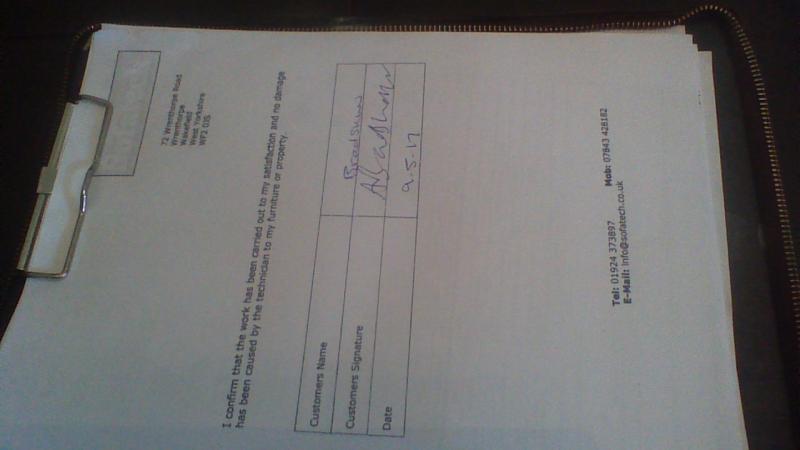 72 Wrenthorpe Road
Wrenthorpe
Wakefield
West Yorkshire
WF2 0JS
I confirm that the work has been carried out to my satisfaction and no damage
has been caused by the technician to my furniture or property.
Customers Name
Customers Signature
Date 9.5.17
Tel: 01924 373897 Mob: 07843 428182
E-Mail: info@sofatech.co.uk